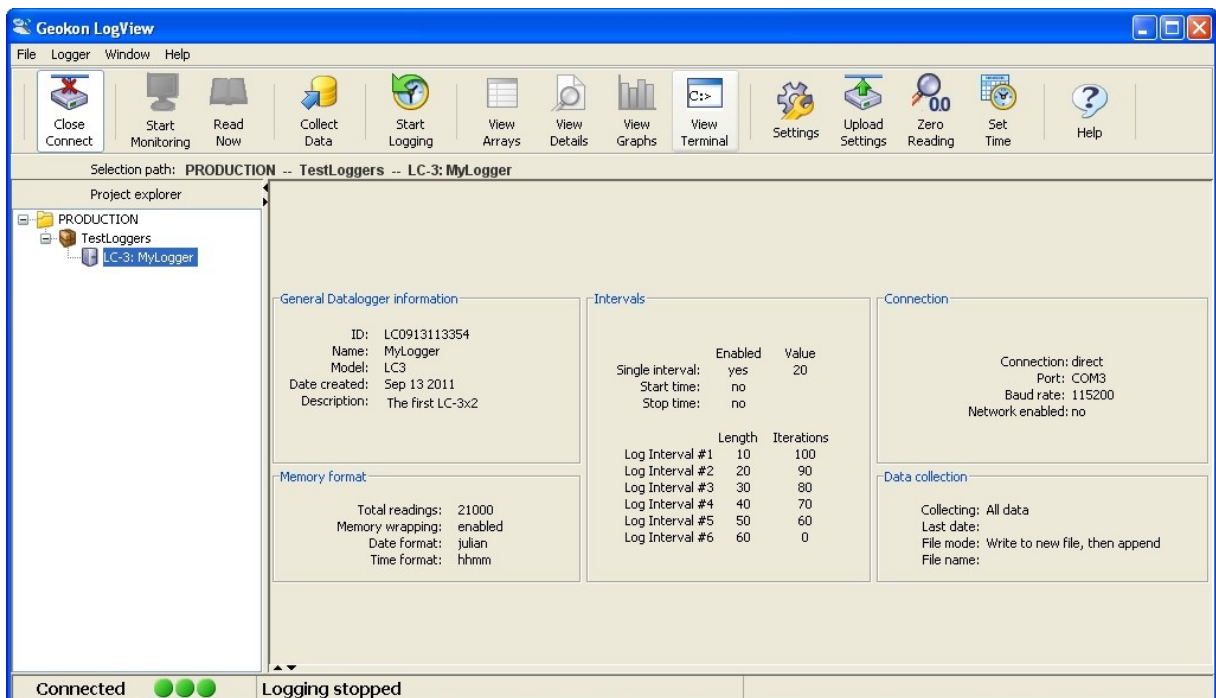 Geokon LogView
File Logger Window Help
Close Connect
Start Monitoring
Read Now
Collect Data
Start Logging
View Arrays
View Details
View Graphs
C:>
View Terminal
Settings
Upload Settings
0.0
Zero Reading
Set Time
?
Help
Selection path: PRODUCTION -- TestLoggers -- LC-3: MyLogger
Project explorer
PRODUCTION
TestLoggers
LC-3: MyLogger
General Datalogger information
ID: LC0913113354
Name: MyLogger
Model: LC3
Date created: Sep 13 2011
Description: The first LC-3x2
Memory format
Total readings: 21000
Memory wrapping: enabled
Date format: julian
Time format: hhmm
Intervals
Enabled Value
Single interval: yes 20
Start time: no
Stop time: no
Length Iterations
Log Interval #1 10 100
Log Interval #2 20 90
Log Interval #3 30 80
Log Interval #4 40 70
Log Interval #5 50 60
Log Interval #6 60 0
Connection
Connection: direct
Port: COM3
Baud rate: 115200
Network enabled: no
Data collection
Collecting: All data
Last date:
File mode: Write to new file, then append
File name:
Connected
Logging stopped